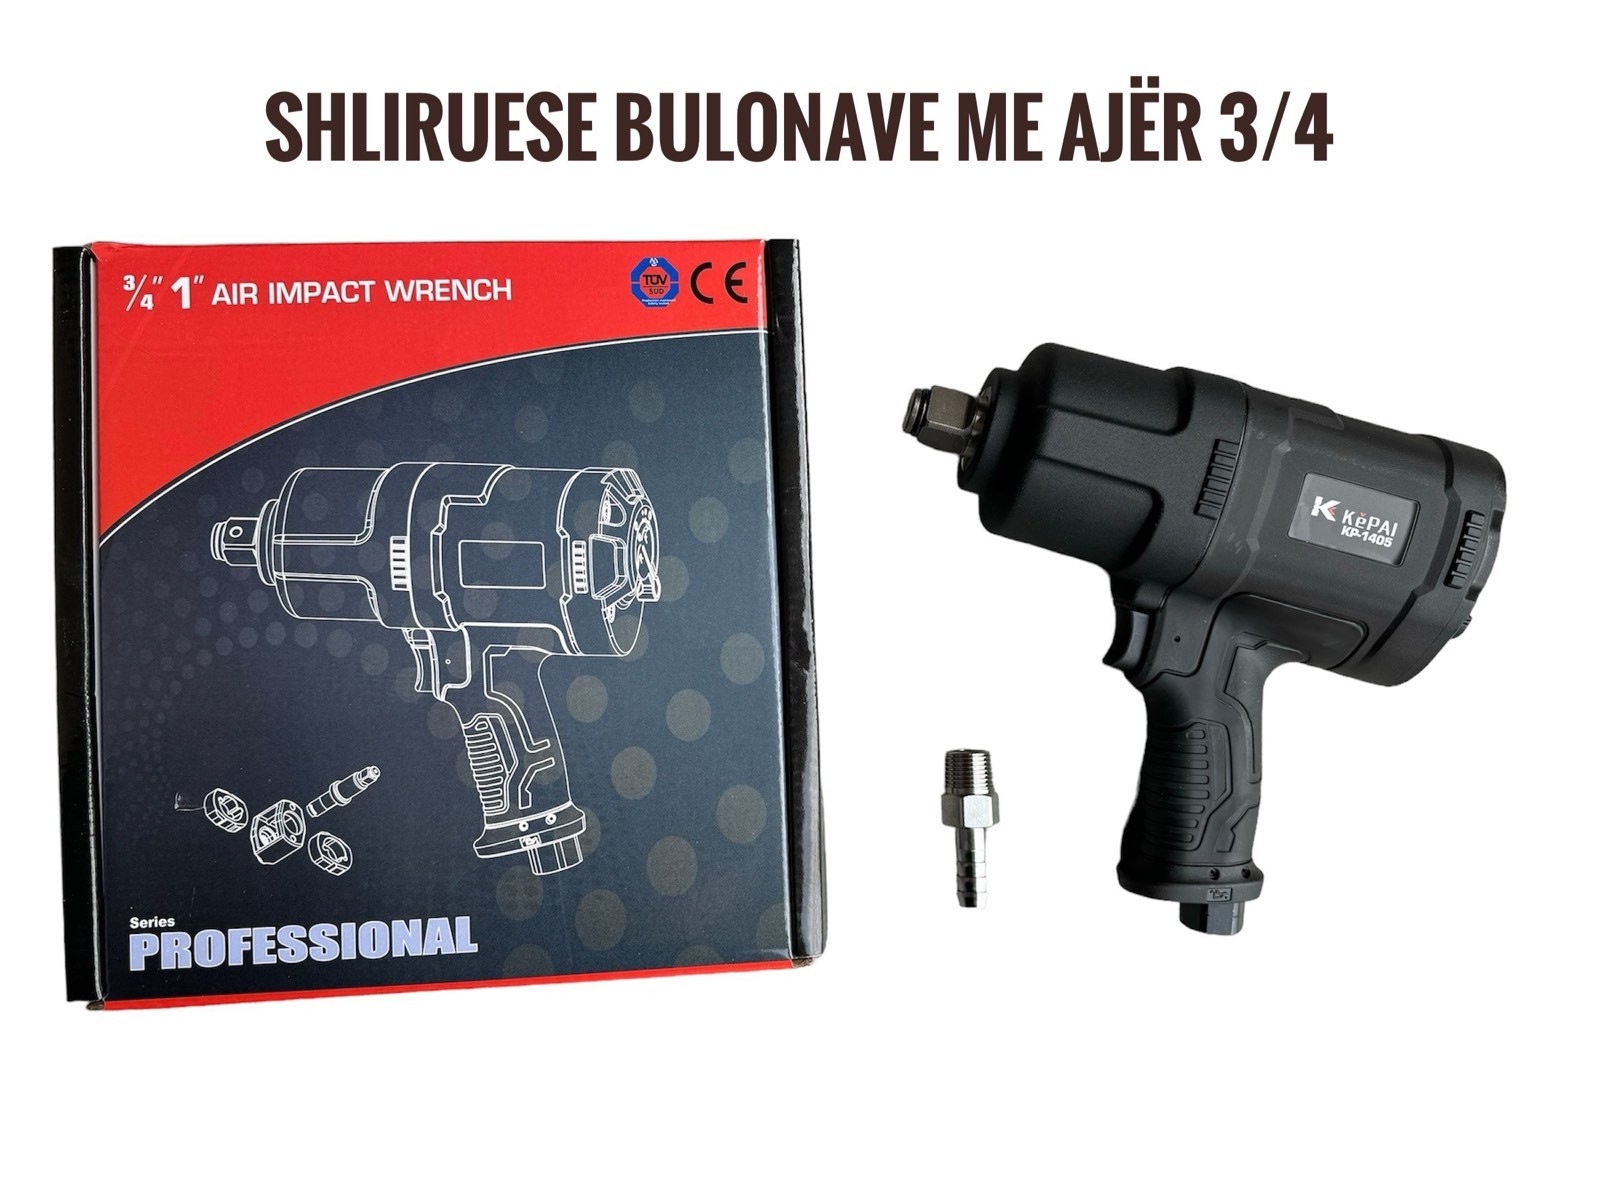 SHLIRUESE BULONAVE ME AJËR 3/4
3/4" 1" AIR IMPACT WRENCH
TÜV
SÜD
CE
KĕPAI
KP-1405
Series
PROFESSIONAL